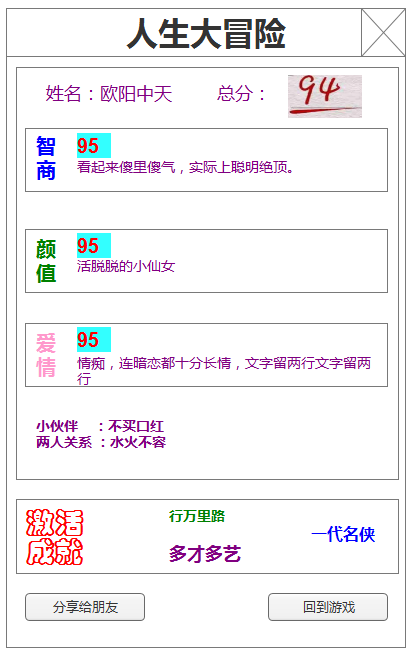 人生大冒险
姓名：欧阳中天 总分： 94
智商 95
看起来傻里傻气，实际上聪明绝顶。
颜值 95
活脱脱的小仙女
爱情 95
情痴，连暗恋都十分长情，文字留两行文字留两
行
小伙伴 ：不买口红
两人关系 ：水火不容
激活
成就
行万里路
一代名侠
多才多艺
分享给朋友 回到游戏